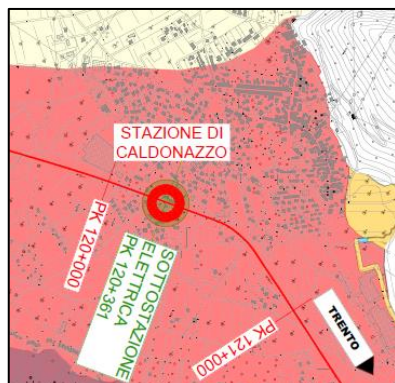 STAZIONE DI
CALDONAZZO
PK 120+000
SOTTOSTAZIONE
ELETTRICA
PK 120+361
PK 121+000
TRENTO